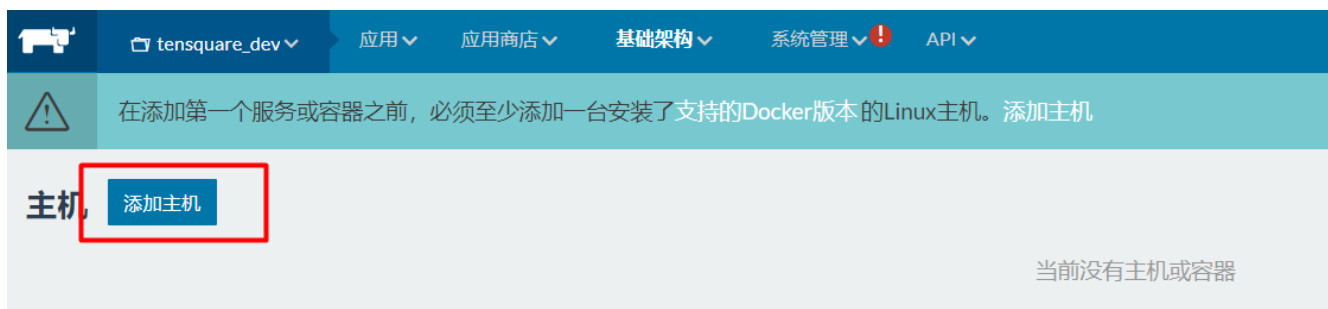 tensquare_dev 应用 应用商店 基础架构 系统管理 ! API
在添加第一个服务或容器之前，必须至少添加一台安装了支持的Docker版本 的Linux主机。添加主机
主机 添加主机
当前没有主机或容器